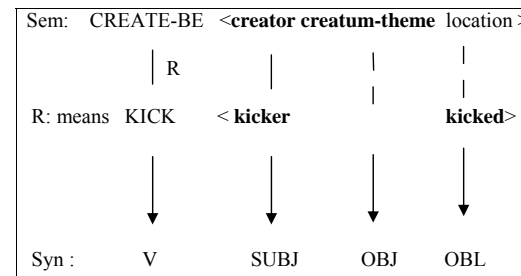 Sem: CREATE-BE <creator creatum-theme location >
R
R: means KICK < kicker kicked>
Syn : V SUBJ OBJ OBL